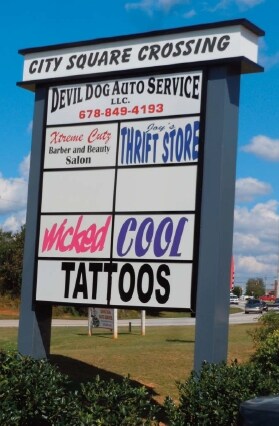 CITY SQUARE CROSSING
DEVIL DOG AUTO SERVICE
LLC.
678-849-4193
Xtreme Cutz
Barber and Beauty
Salon
Joy's
THRIFT STORE
wicked COOL
TATTOOS